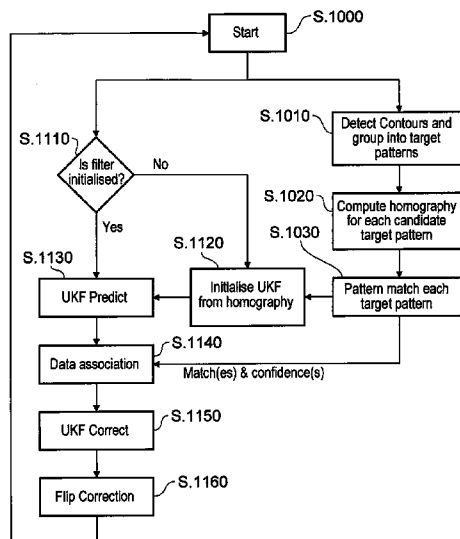 S.1000
Start
S.1010
Detect Contours and
group into target
patterns
S.1110
Is filter
initialised?
No
Yes
S.1020
Compute homography
for each candidate
target pattern
S.1030
Pattern match each
target pattern
S.1120
Initialise UKF
from homography
S.1130
UKF Predict
S.1140
Data association
Match(es) & confidence(s)
S.1150
UKF Correct
S.1160
Flip Correction